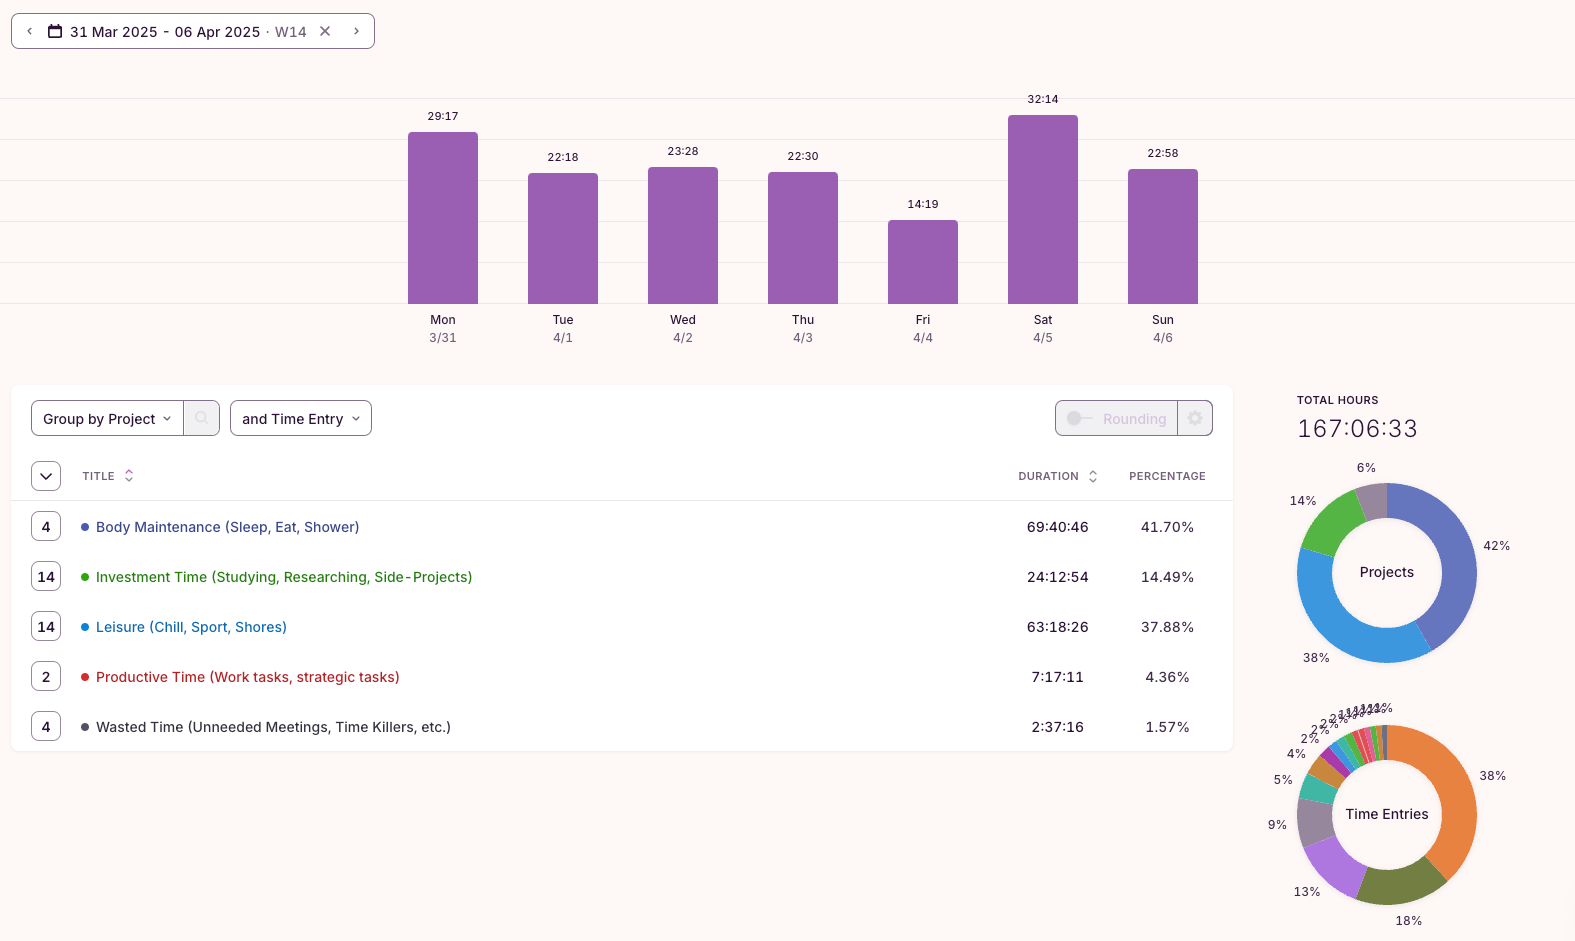 31 Mar 2025 - 06 Apr 2025 · W14
32:14
29:17
23:28
22:58
22:18
22:30
14:19
Mon Tue Wed Thu Fri Sat Sun
3/31 4/1 4/2 4/3 4/4 4/5 4/6
Group by Project and Time Entry Rounding
TITLE DURATION PERCENTAGE
4 Body Maintenance (Sleep, Eat, Shower) 69:40:46 41.70%
14 Investment Time (Studying, Researching, Side-Projects) 24:12:54 14.49%
14 Leisure (Chill, Sport, Shores) 63:18:26 37.88%
2 Productive Time (Work tasks, strategic tasks) 7:17:11 4.36%
4 Wasted Time (Unneeded Meetings, Time Killers, etc.) 2:37:16 1.57%
TOTAL HOURS
167:06:33
6%
14%
42%
Projects
38%
2%
2%
2%
2%
4%
38%
5%
Time Entries
9%
13%
18%